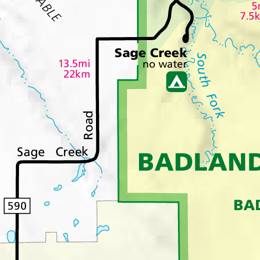 ABLE
5m
7.5k
13.5mi
22km
Sage Creek
no water
South Fork
Road
Sage Creek
BADLAND
590
BAD